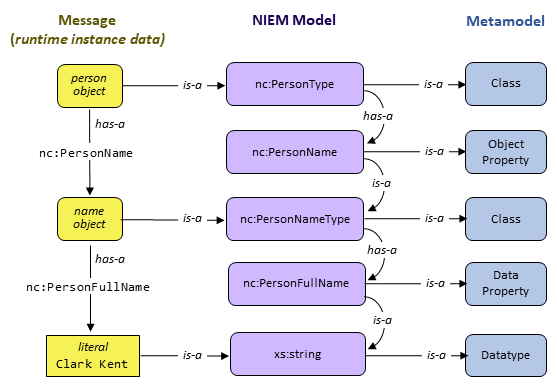 Message
(runtime instance data)
NIEM Model
Metamodel
person
object
is-a
nc:PersonType
is-a
Class
has-a
has-a
nc:PersonName
nc:PersonName
is-a
Object
Property
is-a
name
object
is-a
nc:PersonNameType
is-a
Class
has-a
has-a
nc:PersonFullName
nc:PersonFullName
is-a
Data
Property
is-a
literal
Clark Kent
is-a
xs:string
is-a
Datatype